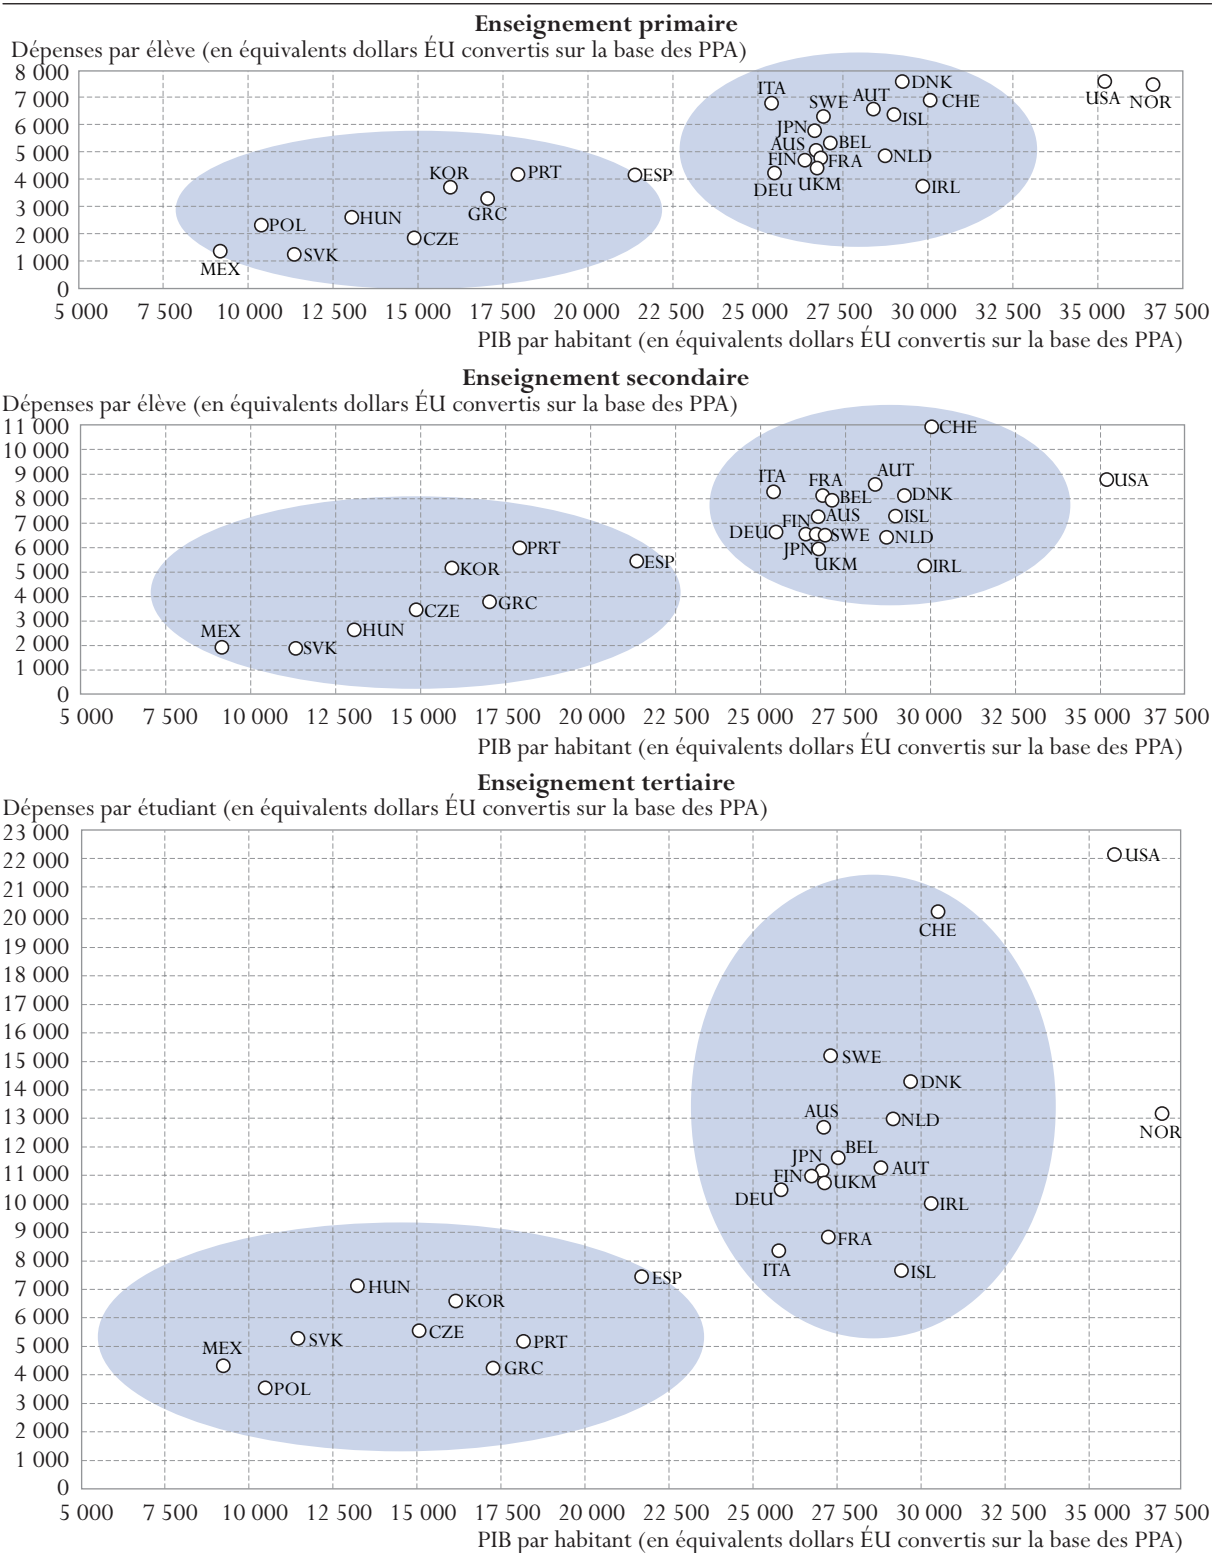 Enseignement primaire
Dépenses par élève (en équivalents dollars ÉU convertis sur la base des PPA)
8 000
7 000
6 000
5 000
4 000
3 000
2 000
1 000
0
ITA
DNK
AUT
CHE
USA
NOR
SWE
ISL
JPN
AUS
BEL
FIN
FRA
NLD
DEU
UKM
IRL
KOR
PRT
ESP
GRC
HUN
POL
CZE
MEX
SVK
5 000 7 500 10 000 12 500 15 000 17 500 20 000 22 500 25 000 27 500 30 000 32 500 35 000 37 500
PIB par habitant (en équivalents dollars ÉU convertis sur la base des PPA)
Enseignement secondaire
Dépenses par élève (en équivalents dollars ÉU convertis sur la base des PPA)
11 000
10 000
9 000
8 000
7 000
6 000
5 000
4 000
3 000
2 000
1 000
0
CHE
ITA
FRA
AUT
USA
BEL
DNK
FIN
AUS
ISL
DEU
SWE
NLD
JPN
UKM
IRL
PRT
KOR
ESP
CZE
GRC
MEX
HUN
SVK
5 000 7 500 10 000 12 500 15 000 17 500 20 000 22 500 25 000 27 500 30 000 32 500 35 000 37 500
PIB par habitant (en équivalents dollars ÉU convertis sur la base des PPA)
Enseignement tertiaire
Dépenses par étudiant (en équivalents dollars ÉU convertis sur la base des PPA)
23 000
22 000
21 000
20 000
19 000
18 000
17 000
16 000
15 000
14 000
13 000
12 000
11 000
10 000
9 000
8 000
7 000
6 000
5 000
4 000
3 000
2 000
1 000
0
USA
CHE
SWE
DNK
AUS
NLD
NOR
BEL
JPN
AUT
FIN
UKM
DEU
IRL
FRA
ITA
ISL
ESP
HUN
KOR
CZE
SVK
PRT
MEX
GRC
POL
5 000 7 500 10 000 12 500 15 000 17 500 20 000 22 500 25 000 27 500 30 000 32 500 35 000 37 500
PIB par habitant (en équivalents dollars ÉU convertis sur la base des PPA)